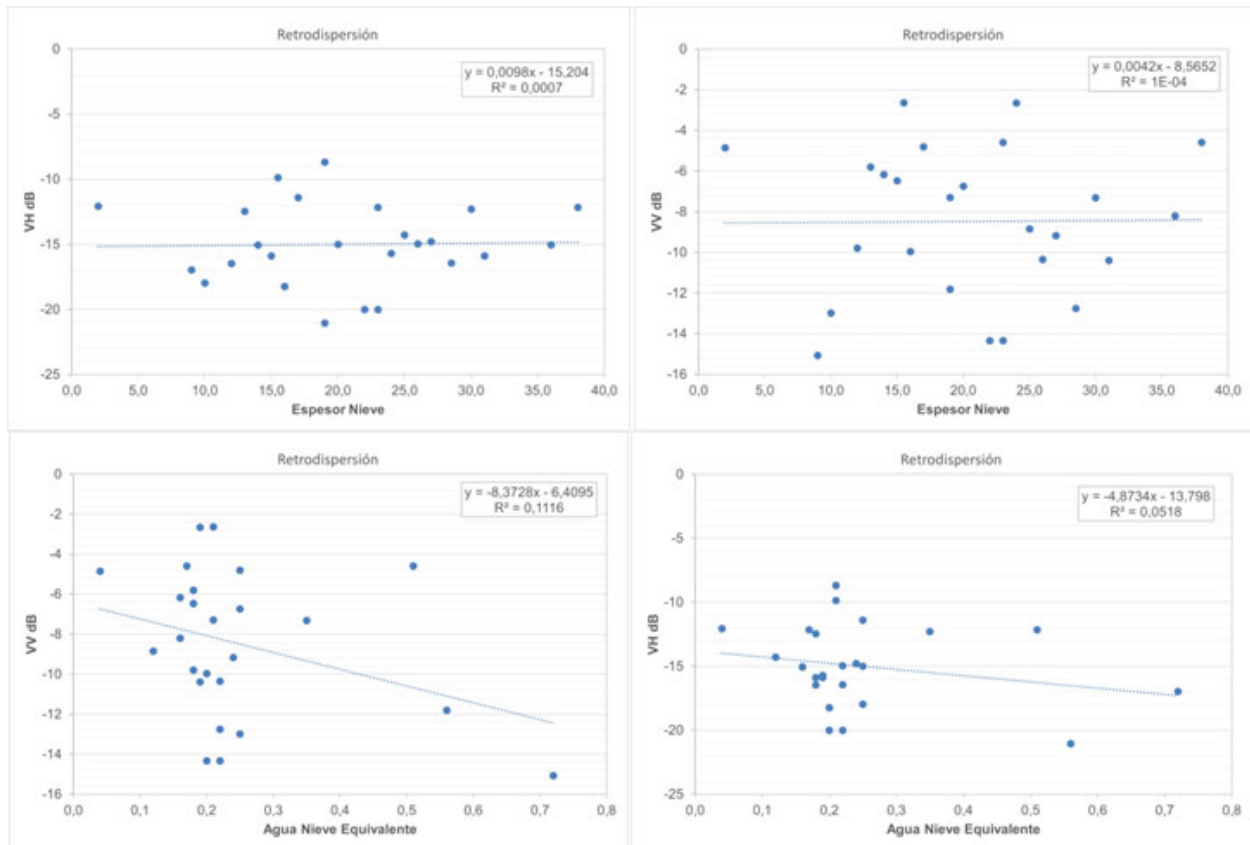 Retrodispersión
y = 0,0098x - 15,204
R² = 0,0007
0
-5
-10
-15
-20
-25
VH dB
0,0 10,0 15,0 20,0 25,0 30,0 35,0 40,0
Espesor Nieve
Retrodispersión
y = 0,0042x - 8,5652
R² = 1E-04
0
-2
-4
-6
-8
-10
-12
-14
-16
VV dB
0,0 5,0 10,0 15,0 20,0 25,0 30,0 35,0 40,0
Espesor Nieve
Retrodispersión
y = -8,3728x - 6,4095
R² = 0,1116
0
-2
-4
-6
-8
-10
-12
-14
-16
VV dB
0,0 0,1 0,2 0,3 0,4 0,5 0,6 0,7 0,8
Agua Nieve Equivalente
Retrodispersión
y = -4,8734x - 13,798
R² = 0,0518
0
-5
-10
-15
-20
-25
VH dB
0,0 0,1 0,2 0,3 0,4 0,5 0,6 0,7 0,8
Agua Nieve Equivalente